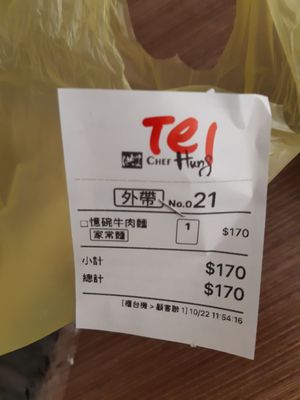 Te
CHEF Hung
外帶 No.021
□憶碗牛肉麵 1 $170
家常麵
小計 $170
總計 $170
[櫃台機 > 顧客聯 1] 10/22 11:54:16